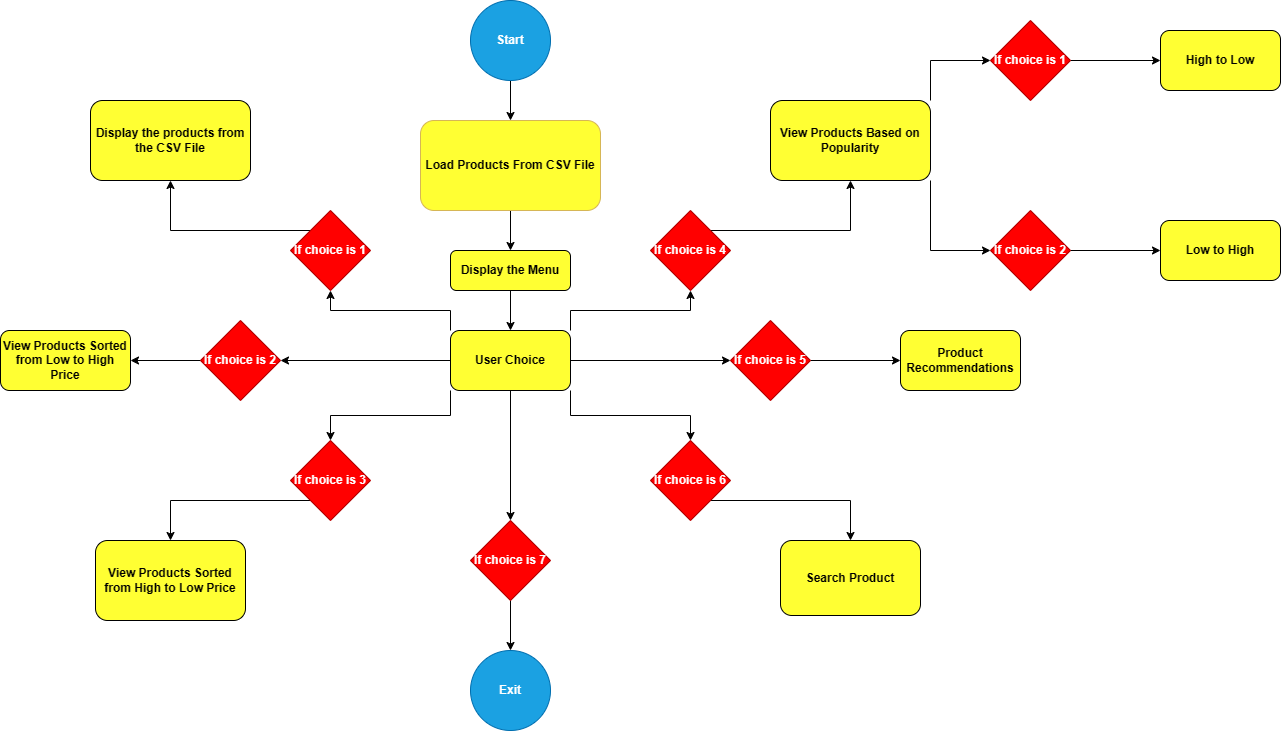 Start
If choice is 1
High to Low
Display the products from
the CSV File
Load Products From CSV File
View Products Based on
Popularity
If choice is 1
Display the Menu
If choice is 4
If choice is 2
Low to High
View Products Sorted
from Low to High
Price
If choice is 2
User Choice
If choice is 5
Product
Recommendations
If choice is 3
If choice is 6
View Products Sorted
from High to Low Price
If choice is 7
Search Product
Exit